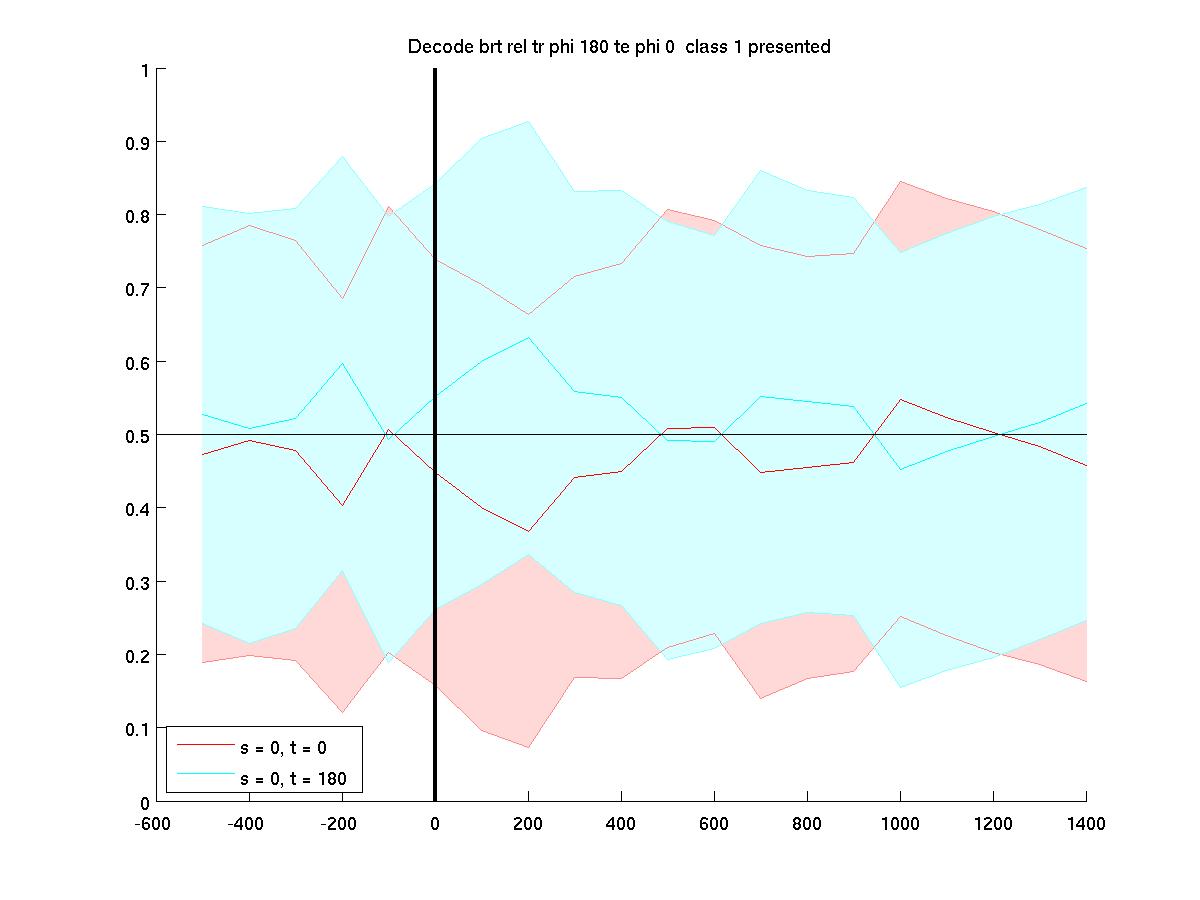 Decode brt rel tr phi 180 te phi 0  class 1 presented
1
0.9
0.8
0.7
0.6
0.5
0.4
0.3
0.2
0.1
0
s = 0, t = 0
s = 0, t = 180
-600 -400 -200 0 200 400 600 800 1000 1200 1400